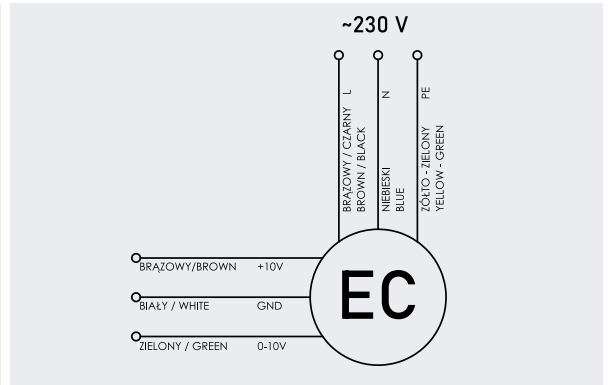 ~230 V
BRĄZOWY / CZARNY L
BROWN / BLACK
NIEBIESKI N
BLUE
ŻÓŁTO - ZIELONY PE
YELLOW - GREEN
BRĄZOWY/BROWN +10V
BIAŁY / WHITE GND
ZIELONY / GREEN 0-10V
EC